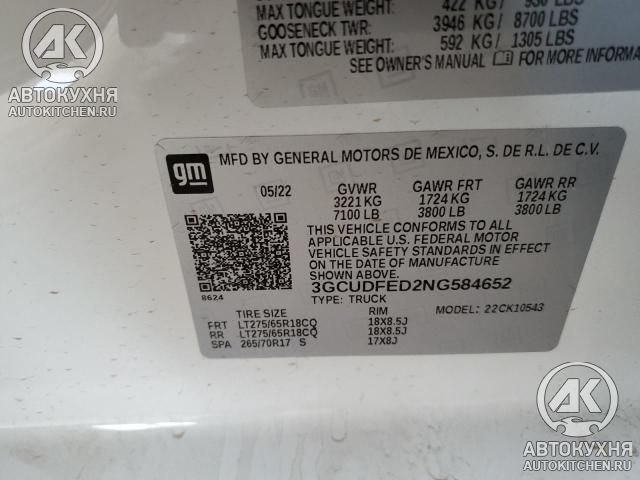 MAX TONGUE WEIGHT: 422 KG/ 930 LBS
GOOSENECK TWR: 3946 KG / 8700 LBS
MAX TONGUE WEIGHT: 592 KG/ 1305 LBS
SEE OWNER'S MANUAL FOR MORE INFORM
АК
АВТОКУХНЯ
AUTOKITCHEN.RU
gm
MFD BY GENERAL MOTORS DE MEXICO, S. DE R.L. DE C.V.
05/22 GVWR GAWR FRT GAWR RR
3221 KG 1724 KG 1724 KG
7100 LB 3800 LB 3800 LB
THIS VEHICLE CONFORMS TO ALL
APPLICABLE U.S. FEDERAL MOTOR
VEHICLE SAFETY STANDARDS IN EFFECT
ON THE DATE OF MANUFACTURE
SHOWN ABOVE.
3GCUDFED2NG584652
8624
TYPE: TRUCK MODEL: 22CK10543
TIRE SIZE RIM
FRT LT275/65R18CQ 18X8.5J
RR LT275/65R18CQ 18X8.5J
SPA 265/70R17 S 17X8J
АК
АВТОКУХНЯ
AUTOKITCHEN.RU